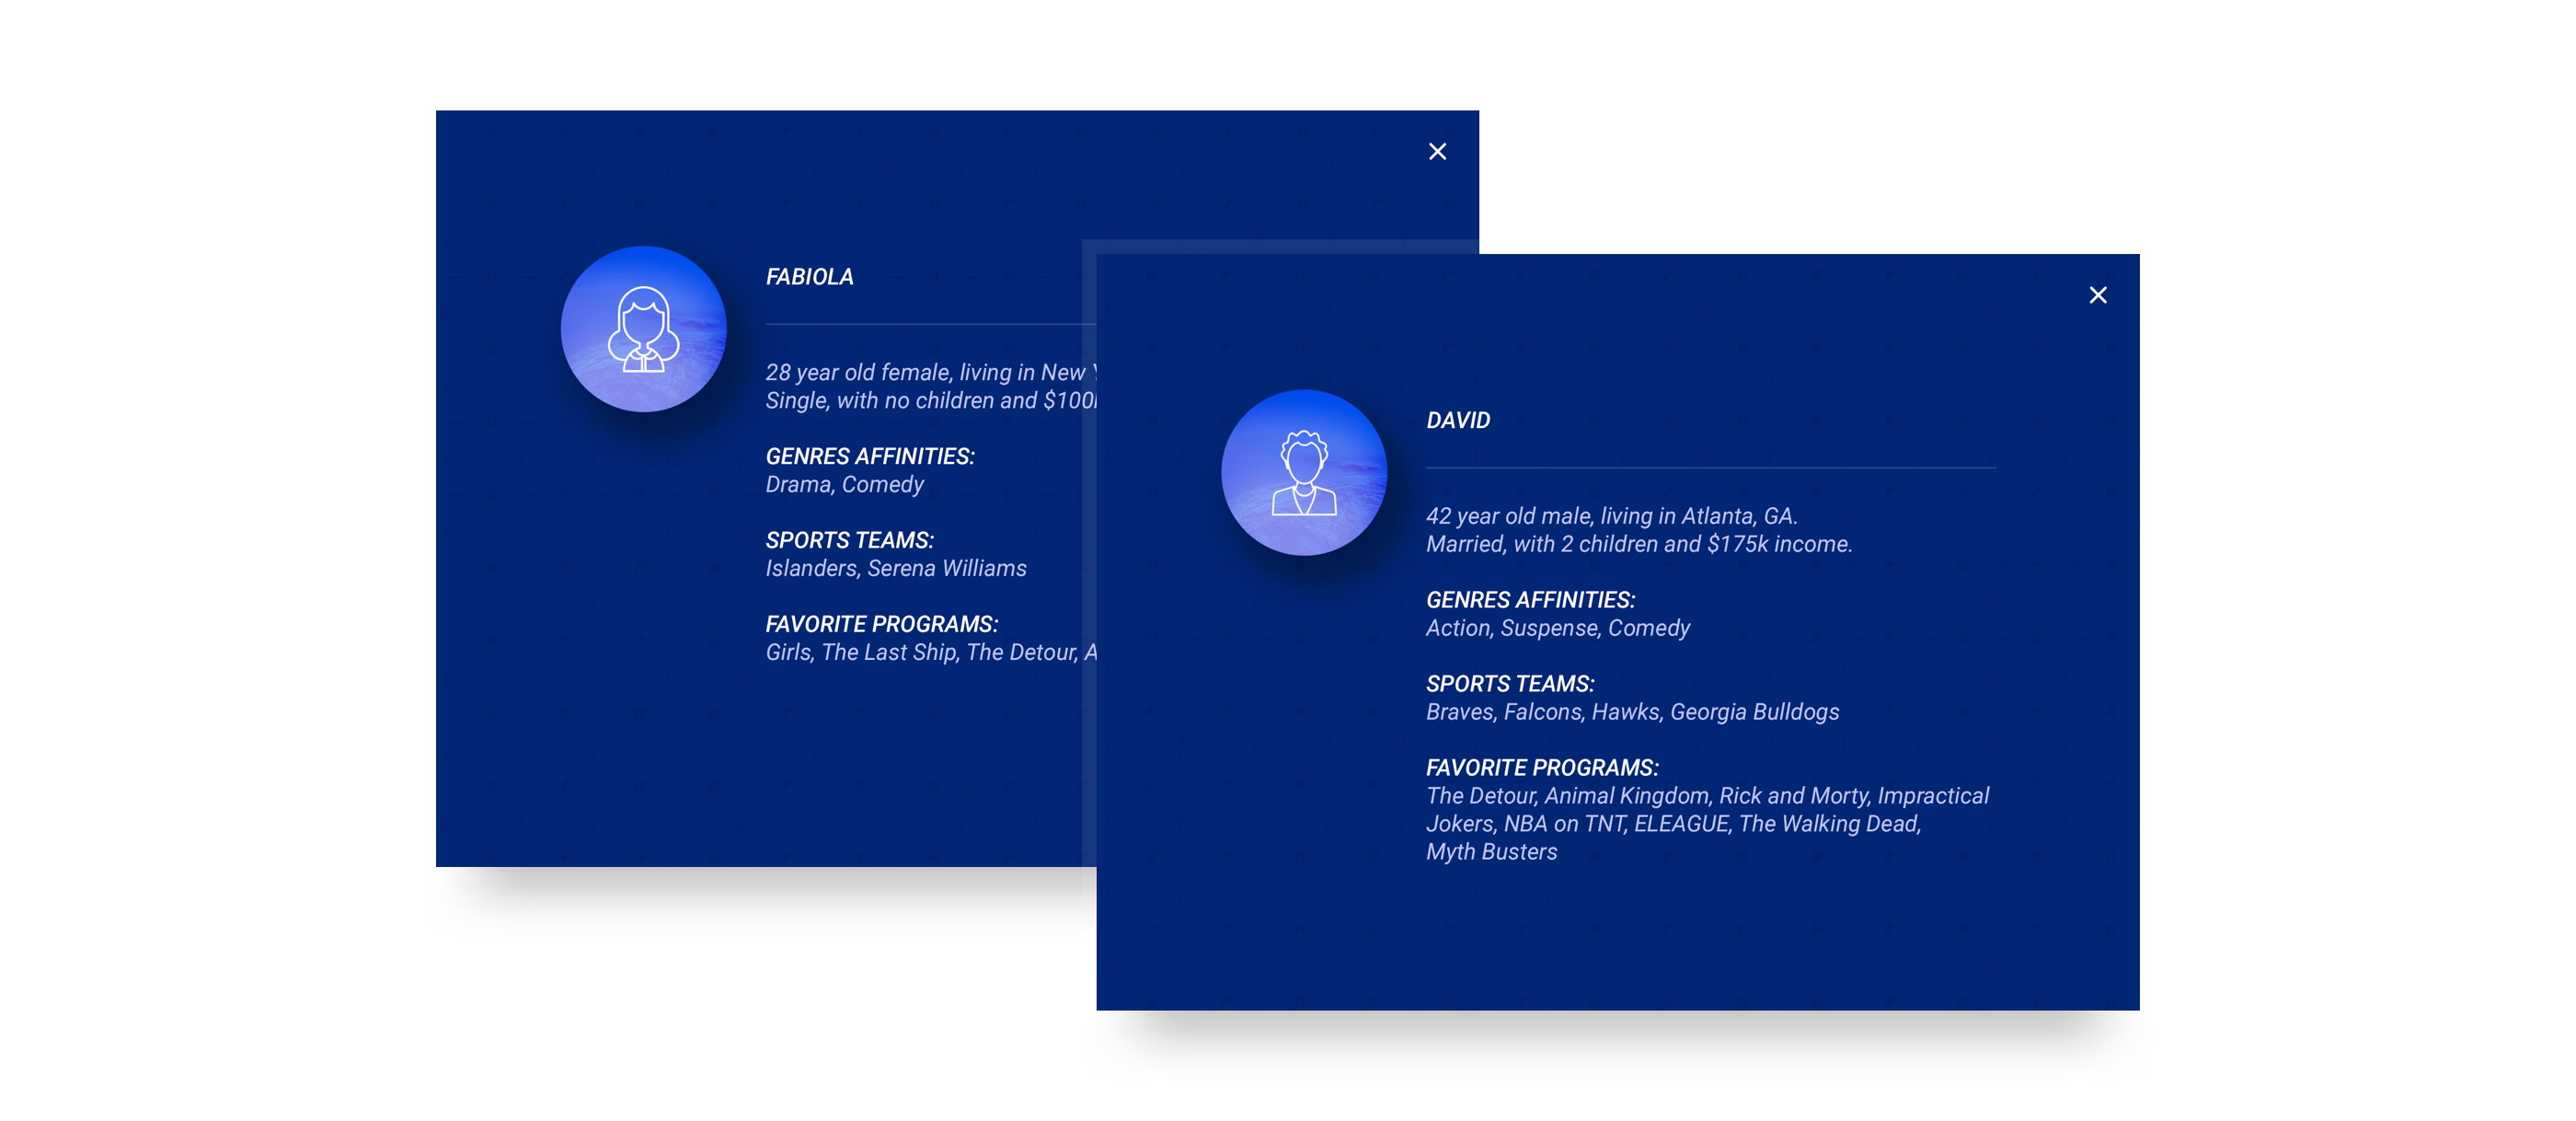 FABIOLA
28 year old female, living in New
Single, with no children and
GENRES AFFINITIES:
Drama, Comedy
SPORTS TEAMS:
Islanders, Serena Williams
FAVORITE PROGRAMS:
Girls, The Last Ship, The Detour,
DAVID
42 year old male, living in Atlanta, GA.
Married, with 2 children and $175k income.
GENRES AFFINITIES:
Action, Suspense, Comedy
SPORTS TEAMS:
Braves, Falcons, Hawks, Georgia Bulldogs
FAVORITE PROGRAMS:
The Detour, Animal Kingdom, Rick and Morty, Impractical
Jokers, NBA on TNT, ELEAGUE, The Walking Dead,
Myth Busters